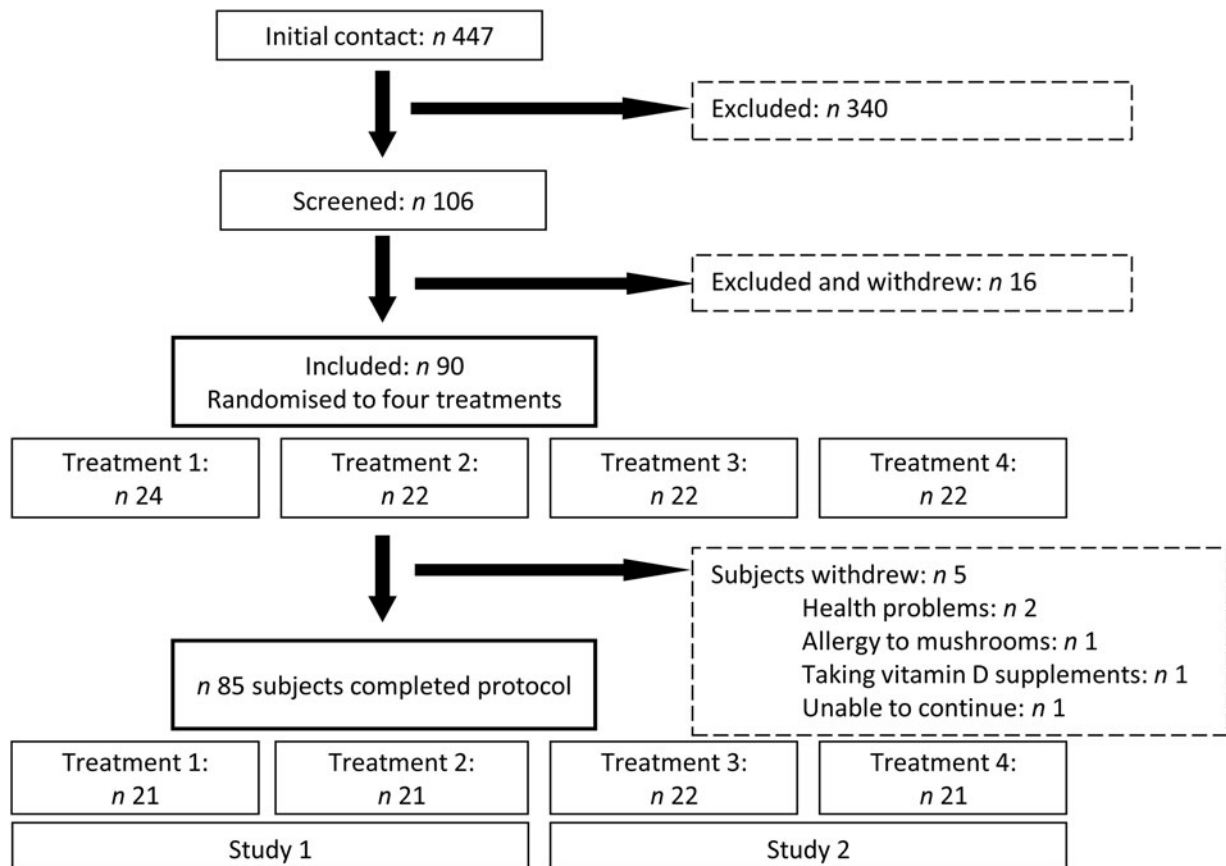 Initial contact: n 447
Excluded: n 340
Screened: n 106
Excluded and withdrew: n 16
Included: n 90
Randomised to four treatments
Treatment 1:
n 24
Treatment 2:
n 22
Treatment 3:
n 22
Treatment 4:
n 22
Subjects withdrew: n 5
Health problems: n 2
Allergy to mushrooms: n 1
Taking vitamin D supplements: n 1
Unable to continue: n 1
n 85 subjects completed protocol
Treatment 1:
n 21
Treatment 2:
n 21
Treatment 3:
n 22
Treatment 4:
n 21
Study 1
Study 2